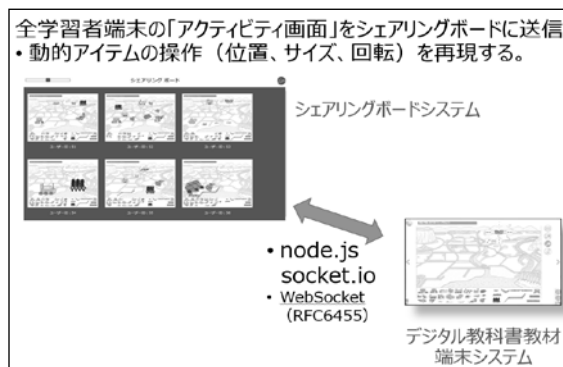 全学習者端末の「アクティビティ画面」をシェアリングボードに送信
• 動的アイテムの操作（位置、サイズ、回転）を再現する。
シェアリング ボード
シェアリングボードシステム
• node.js
socket.io
• WebSocket
（RFC6455）
デジタル教科書教材
端末システム